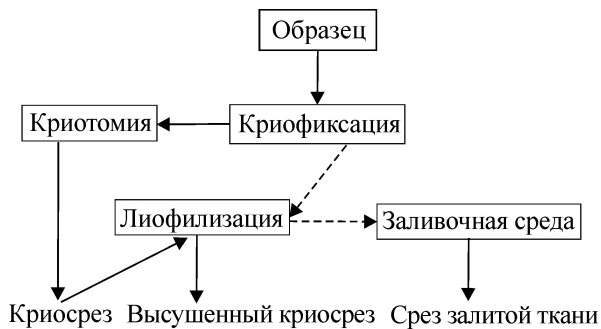 Образец
Криотомия
Криофиксация
Лиофилизация
Заливочная среда
Криосрез
Высушенный криосрез
Срез залитой ткани